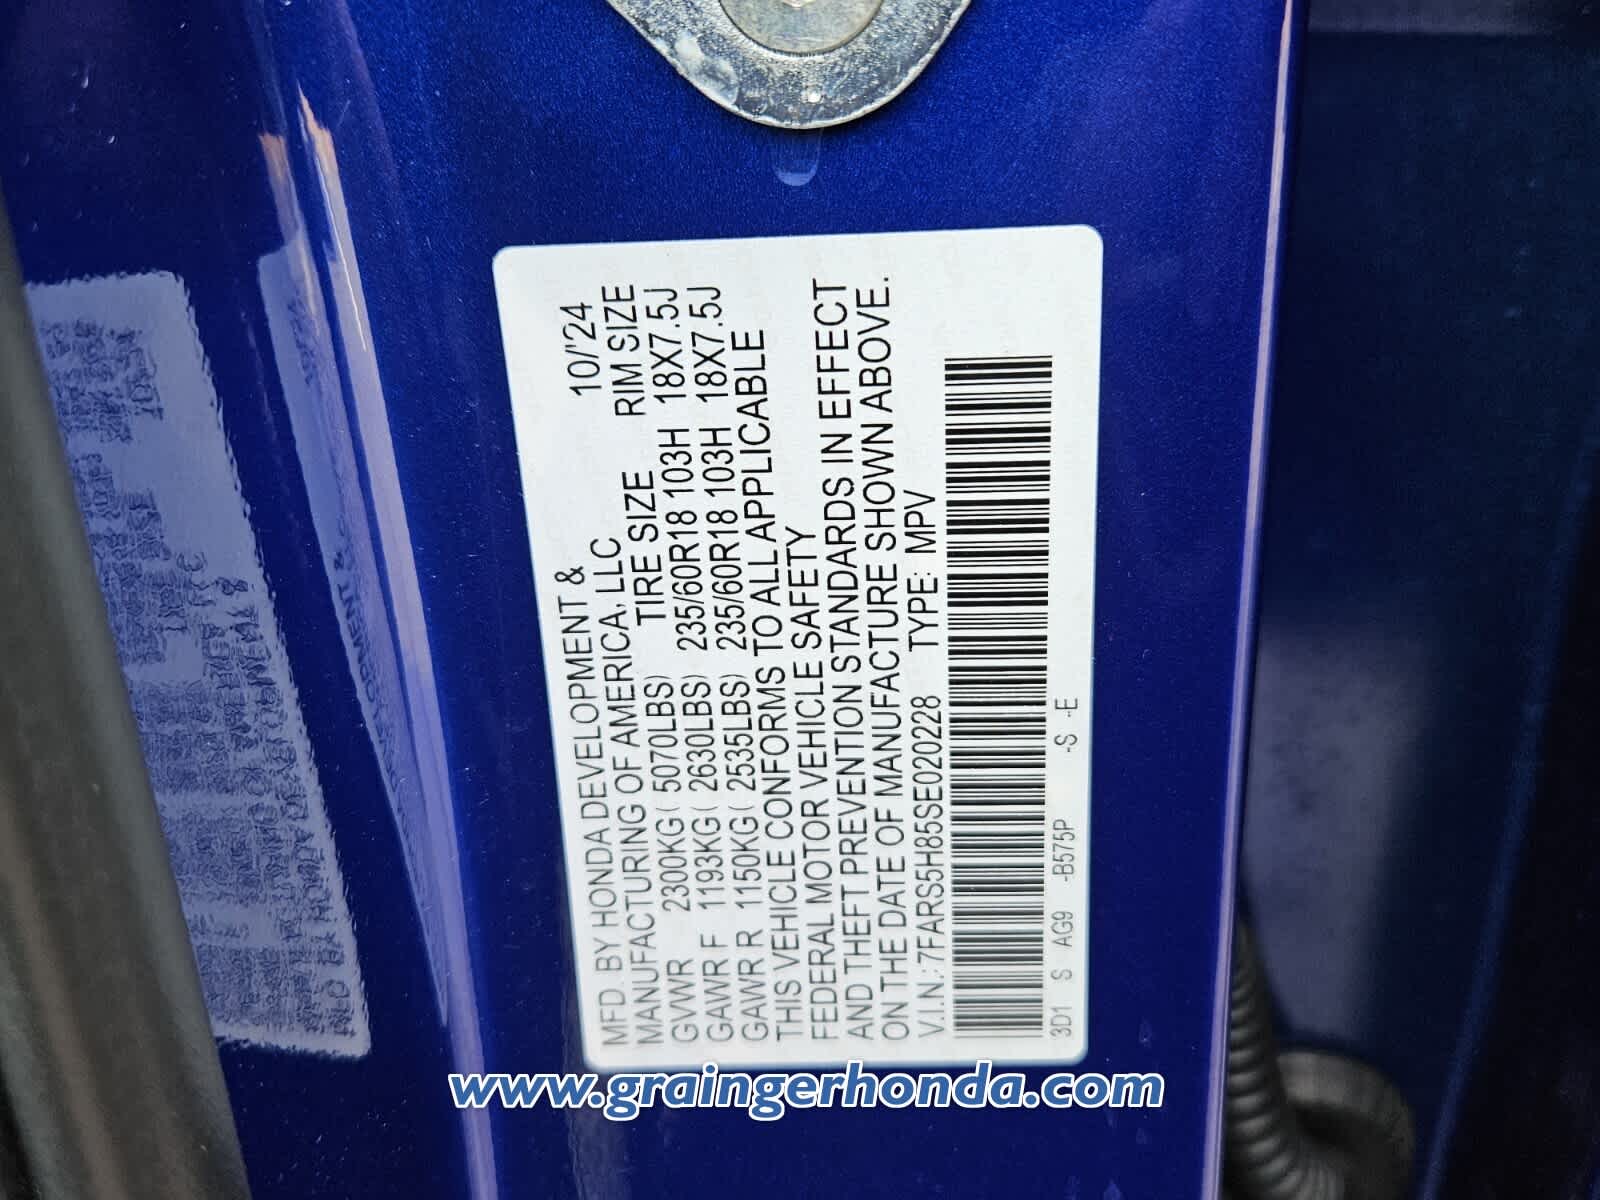 MFD. BY HONDA DEVELOPMENT & 10/'24
MANUFACTURING OF AMERICA, LLC
TIRE SIZE RIM SIZE
GVWR 2300KG( 5070LBS)
GAWR F 1193KG( 2630LBS) 235/60R18 103H 18X7.5J
GAWR R 1150KG( 2535LBS) 235/60R18 103H 18X7.5J
THIS VEHICLE CONFORMS TO ALL APPLICABLE
FEDERAL MOTOR VEHICLE SAFETY
AND THEFT PREVENTION STANDARDS IN EFFECT
ON THE DATE OF MANUFACTURE SHOWN ABOVE.
V.I.N.: 7FARS5H85SE020228 TYPE: MPV
3D1 S AG9 -B575P -S -E
www.graingerhonda.com